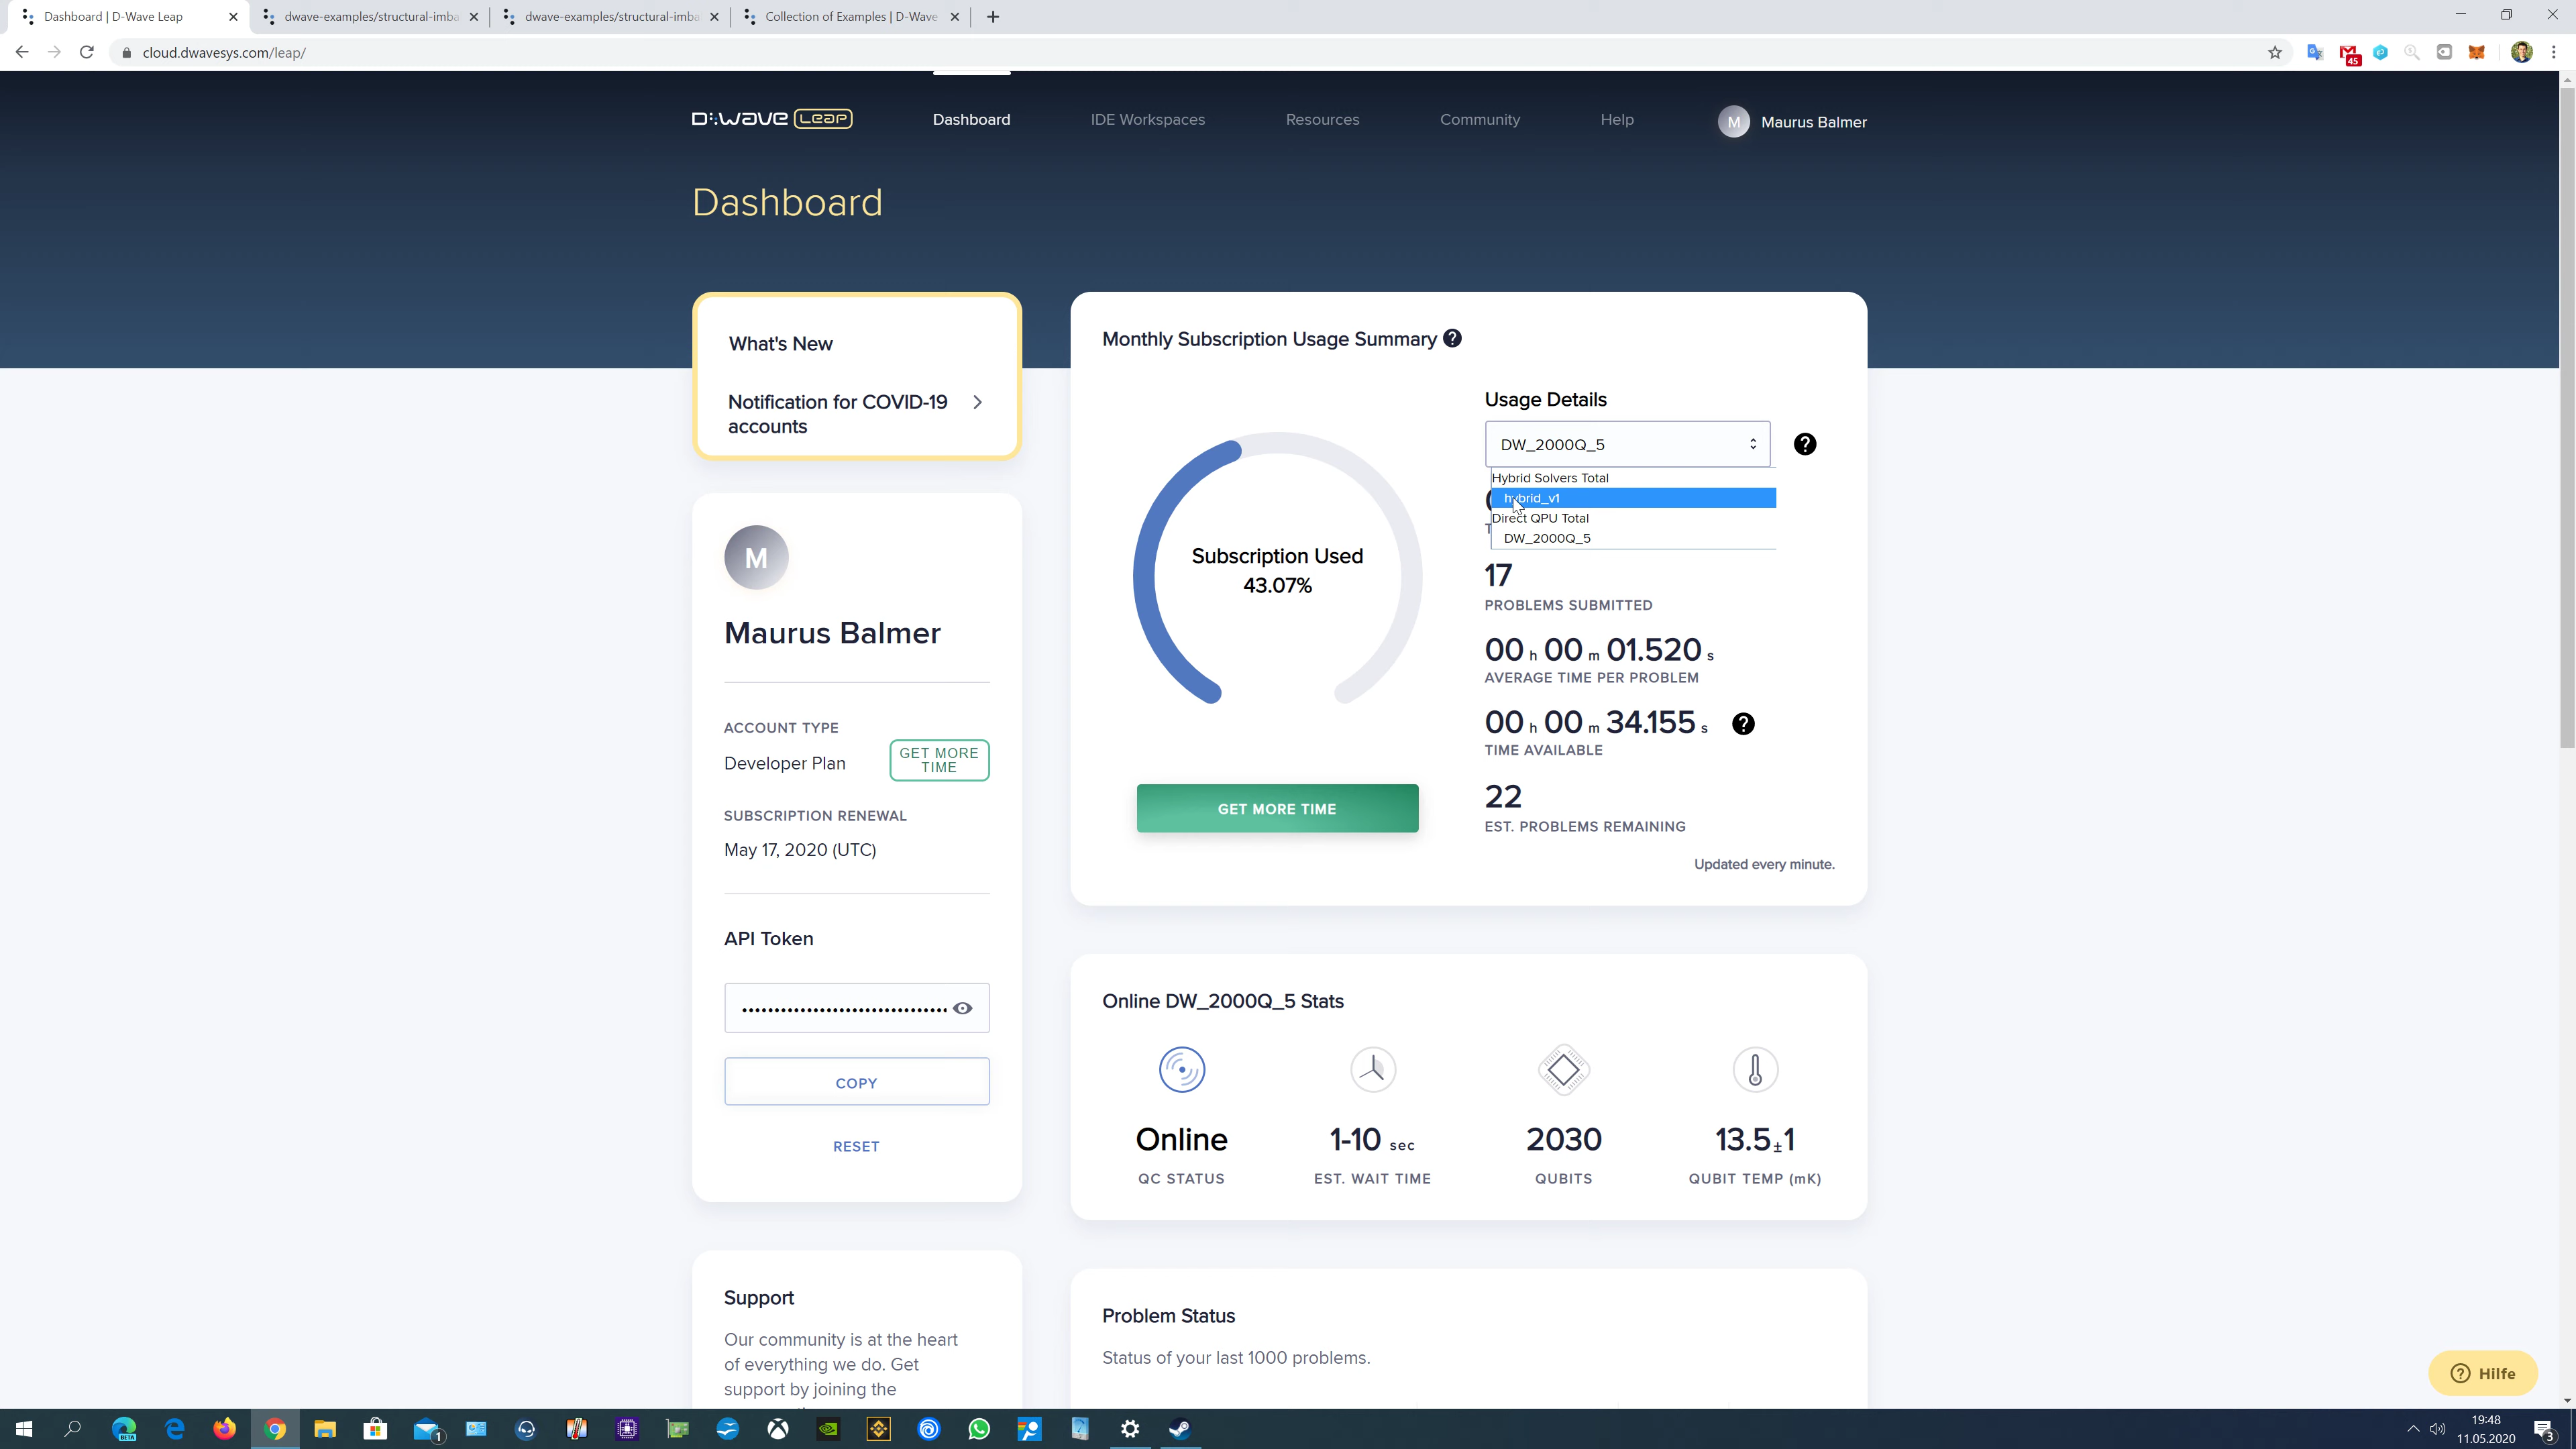 Dashboard | D-Wave Leap
dwave-examples/structural-imba
dwave-examples/structural-imba
Collection of Examples | D-Wave
cloud.dwavesys.com/leap/
45
D:wave Leap
Dashboard
IDE Workspaces
Resources
Community
Help
M
Maurus Balmer
Dashboard
What's New
Notification for COVID-19
accounts
M
Maurus Balmer
ACCOUNT TYPE
Developer Plan
GET MORE
TIME
SUBSCRIPTION RENEWAL
May 17, 2020 (UTC)
API Token
COPY
RESET
Support
Our community is at the heart
of everything we do. Get
support by joining the
Monthly Subscription Usage Summary
Subscription Used
43.07%
GET MORE TIME
Usage Details
DW_2000Q_5
Hybrid Solvers Total
hybrid_v1
Direct QPU Total
DW_2000Q_5
17
PROBLEMS SUBMITTED
00 h 00 m 01.520 s
AVERAGE TIME PER PROBLEM
00 h 00 m 34.155 s
TIME AVAILABLE
22
EST. PROBLEMS REMAINING
Updated every minute.
Online DW_2000Q_5 Stats
Online
QC STATUS
1-10 sec
EST. WAIT TIME
2030
QUBITS
13.5±1
QUBIT TEMP (mK)
Problem Status
Status of your last 1000 problems.
Hilfe
BETA
1
19:48
11.05.2020
3